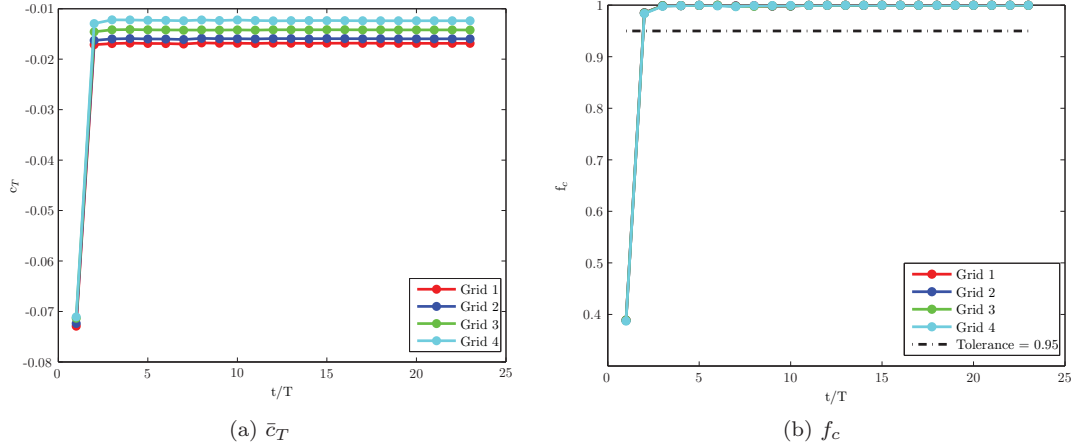 -0.01
-0.02
-0.03
-0.04
-0.05
-0.06
-0.07
-0.08
c_T
0
5
10
15
20
25
t/T
Grid 1
Grid 2
Grid 3
Grid 4
(a) c̄_T
1
0.9
0.8
0.7
0.6
0.5
0.4
f_c
0
5
10
15
20
25
t/T
Grid 1
Grid 2
Grid 3
Grid 4
Tolerance = 0.95
(b) f_c